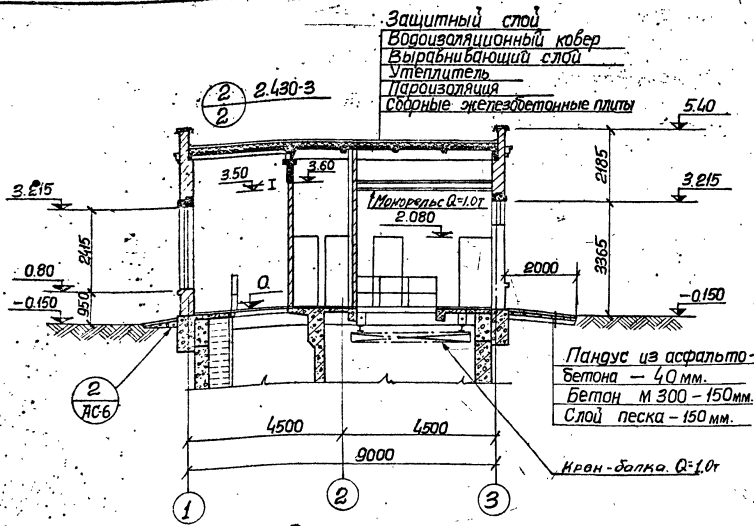 Защитный слой
Водоизоляционный ковер
Выравнивающий слой
Утеплитель
Пароизоляция
Сборные железобетонные плиты
2
2
2.430-3
5.40
3.50
I
3.60
2185
3.215
3.215
Монорельс Q=1.0т
2.080
2415
3365
0.80
0.
2000
950
-0.150
-0.150
Пандус из асфальто-
бетона - 40 мм.
Бетон М 300 - 150мм.
Слой песка - 150 мм.
2
АС-6
4500
4500
9000
Кран-балка. Q=1.0т
1
2
3